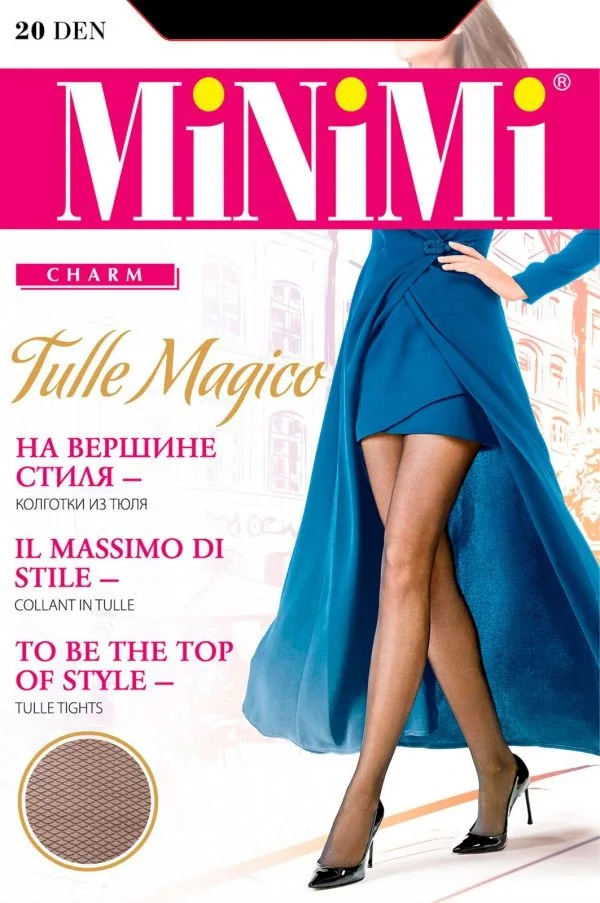 20 DEN
MiNiMi®
CHARM
Tulle Magico
НА ВЕРШИНЕ
СТИЛЯ –
КОЛГОТКИ ИЗ ТЮЛЯ
IL MASSIMO DI
STILE –
COLLANT IN TULLE
TO BE THE TOP
OF STYLE –
TULLE TIGHTS